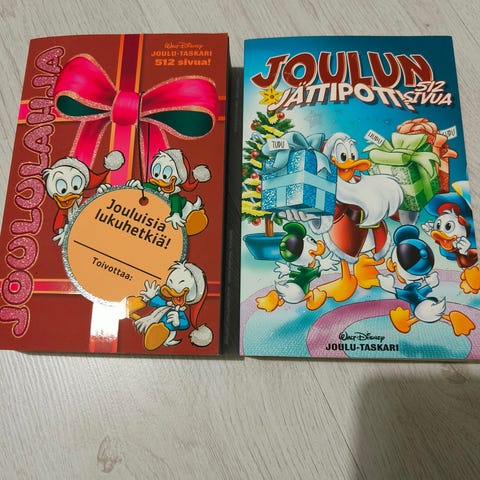 Walt Disney
JOULU-TASKARI
512 sivua!
JOULULAHJA
Jouluisia
lukuhetkiä!
Toivottaa:
JOULUN
JÄTTIPOTTI
512
SIVUA
TUPU
HUPU
LUPU
Walt Disney
JOULU-TASKARI